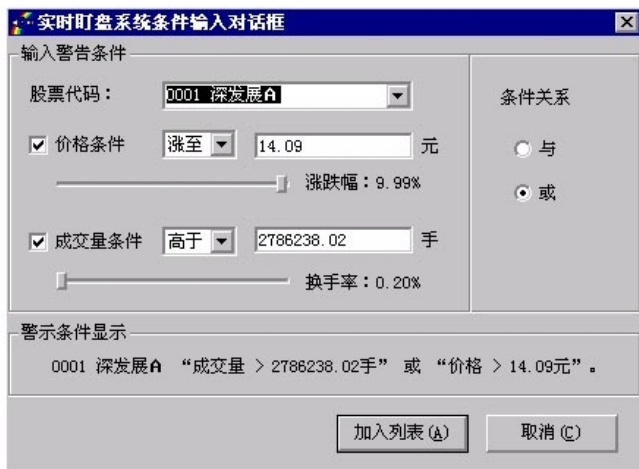 实时盯盘系统条件输入对话框
输入警告条件
股票代码： 0001 深发展A
条件关系
价格条件 涨至 14.09 元
与
涨跌幅：9.99%
或
成交量条件 高于 2786238.02 手
换手率：0.20%
警示条件显示
0001 深发展A “成交量 > 2786238.02手” 或 “价格 > 14.09元”。
加入列表(A) 取消(C)